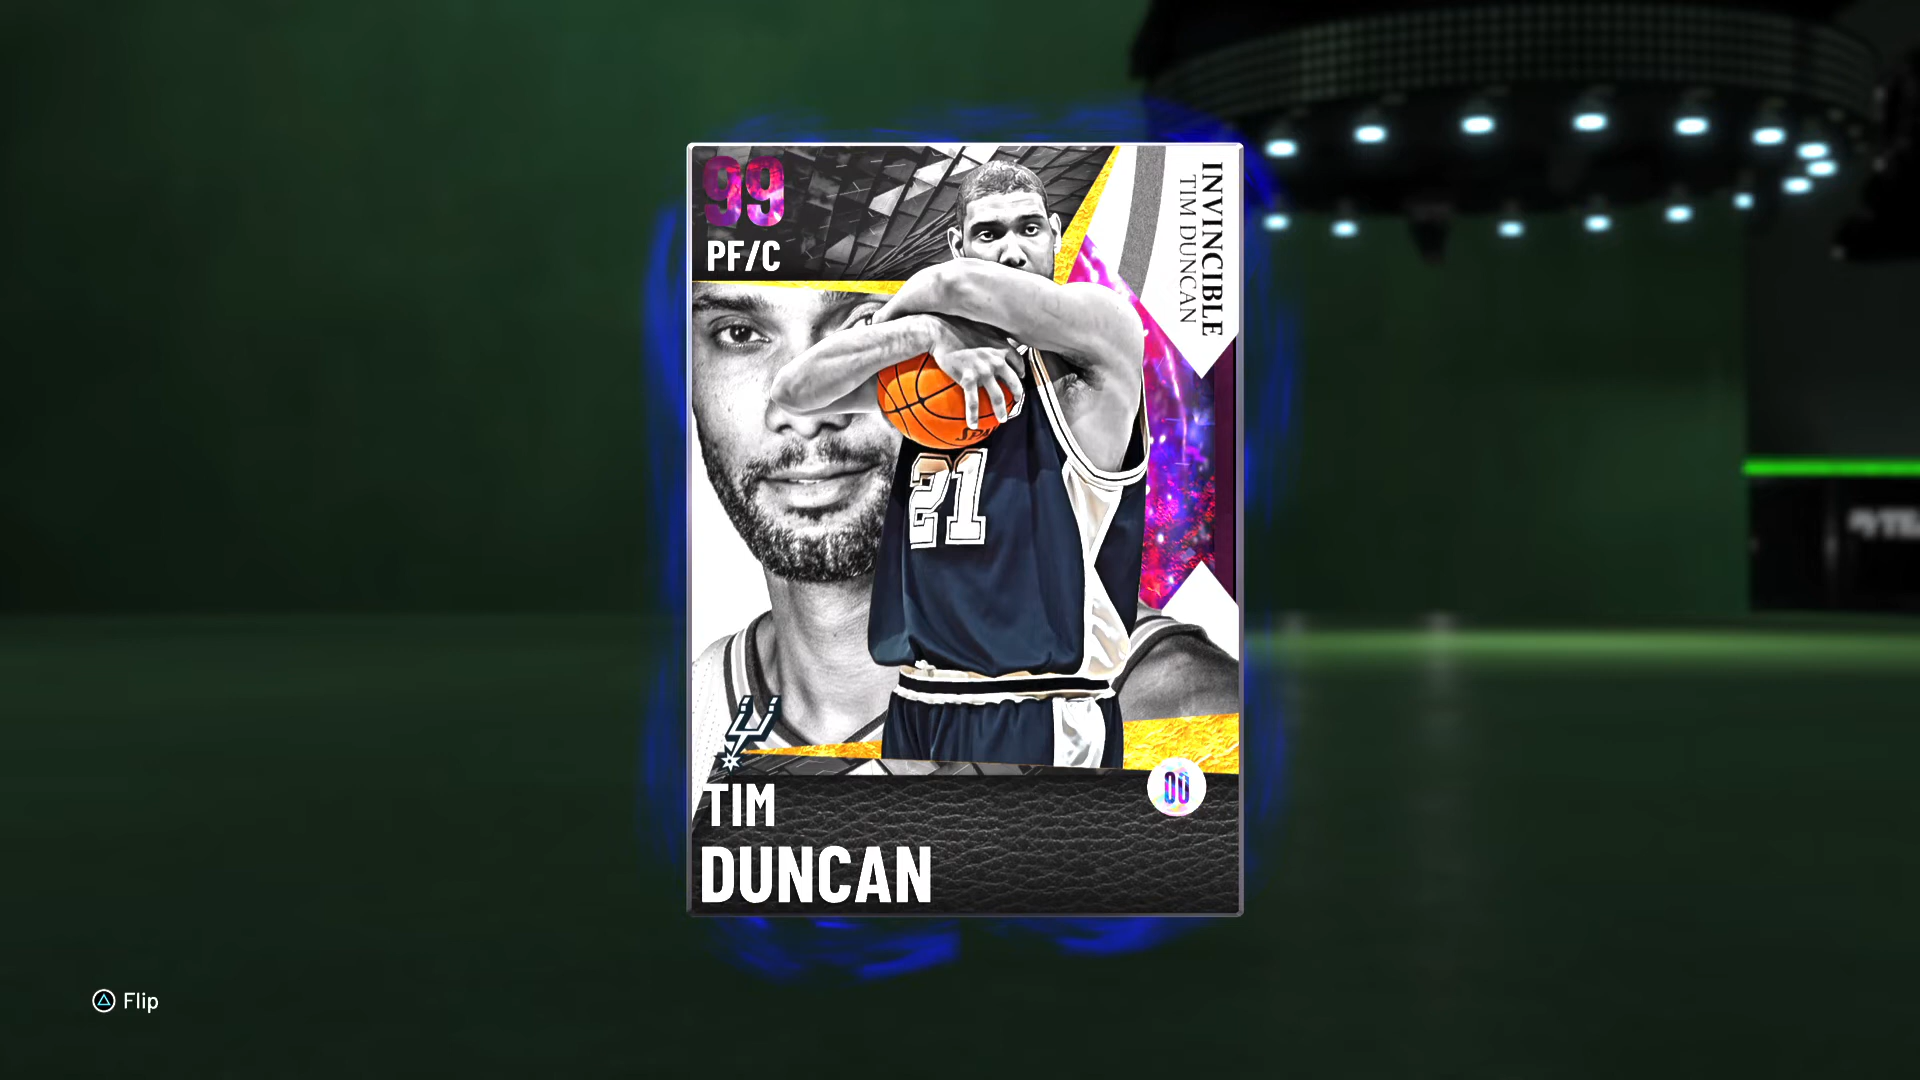 99
PF/C
INVINCIBLE
TIM DUNCAN
21
TIM
DUNCAN
Flip